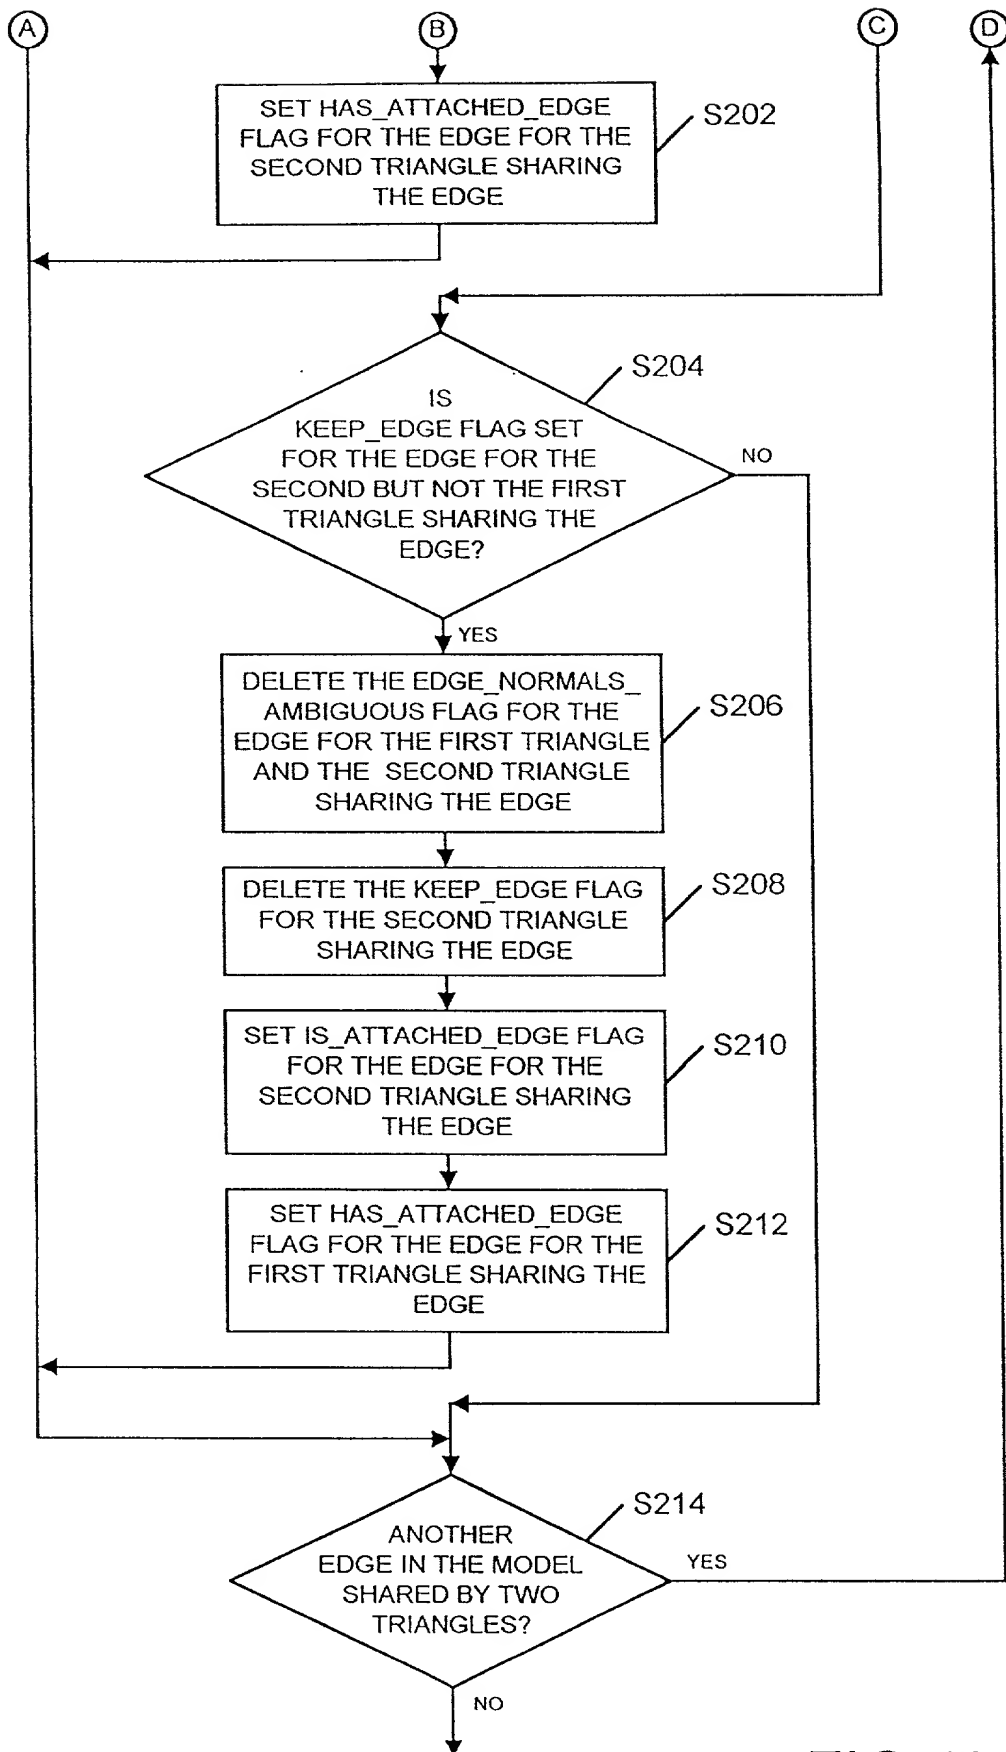 A
B
C
D
SET HAS_ATTACHED_EDGE
FLAG FOR THE EDGE FOR THE
SECOND TRIANGLE SHARING
THE EDGE
S202
S204
IS
KEEP_EDGE FLAG SET
FOR THE EDGE FOR THE
SECOND BUT NOT THE FIRST
TRIANGLE SHARING THE
EDGE?
NO
YES
DELETE THE EDGE_NORMALS_
AMBIGUOUS FLAG FOR THE
EDGE FOR THE FIRST TRIANGLE
AND THE SECOND TRIANGLE
SHARING THE EDGE
S206
DELETE THE KEEP_EDGE FLAG
FOR THE SECOND TRIANGLE
SHARING THE EDGE
S208
SET IS_ATTACHED_EDGE FLAG
FOR THE EDGE FOR THE
SECOND TRIANGLE SHARING
THE EDGE
S210
SET HAS_ATTACHED_EDGE
FLAG FOR THE EDGE FOR THE
FIRST TRIANGLE SHARING THE
EDGE
S212
S214
ANOTHER
EDGE IN THE MODEL
SHARED BY TWO
TRIANGLES?
YES
NO